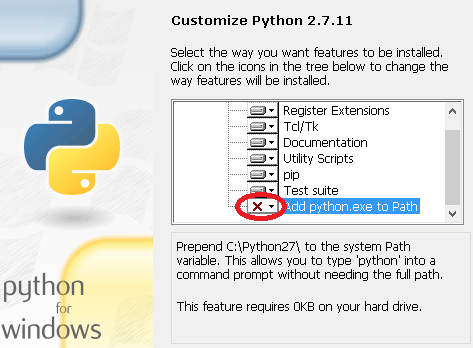 Customize Python 2.7.11
Select the way you want features to be installed.
Click on the icons in the tree below to change the
way features will be installed.
Register Extensions
Tcl/Tk
Documentation
Utility Scripts
pip
Test suite
Add python.exe to Path
Prepend C:\Python27\ to the system Path
variable. This allows you to type 'python' into a
command prompt without needing the full path.
This feature requires 0KB on your hard drive.
python
for
windows